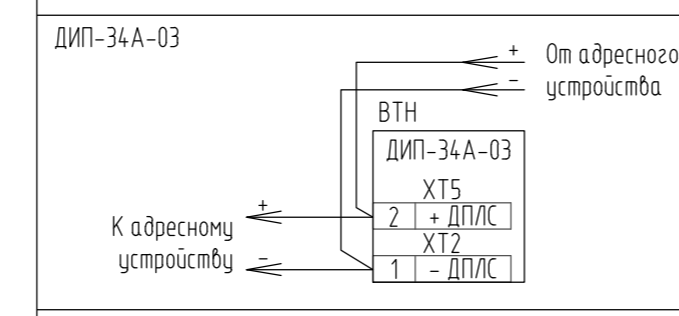 ДИП-34А-03
+ От адресного
- устройства
ВТН
ДИП-34А-03
ХТ5
2 + ДПЛС
ХТ2
1 - ДПЛС
+
К адресному
устройству -